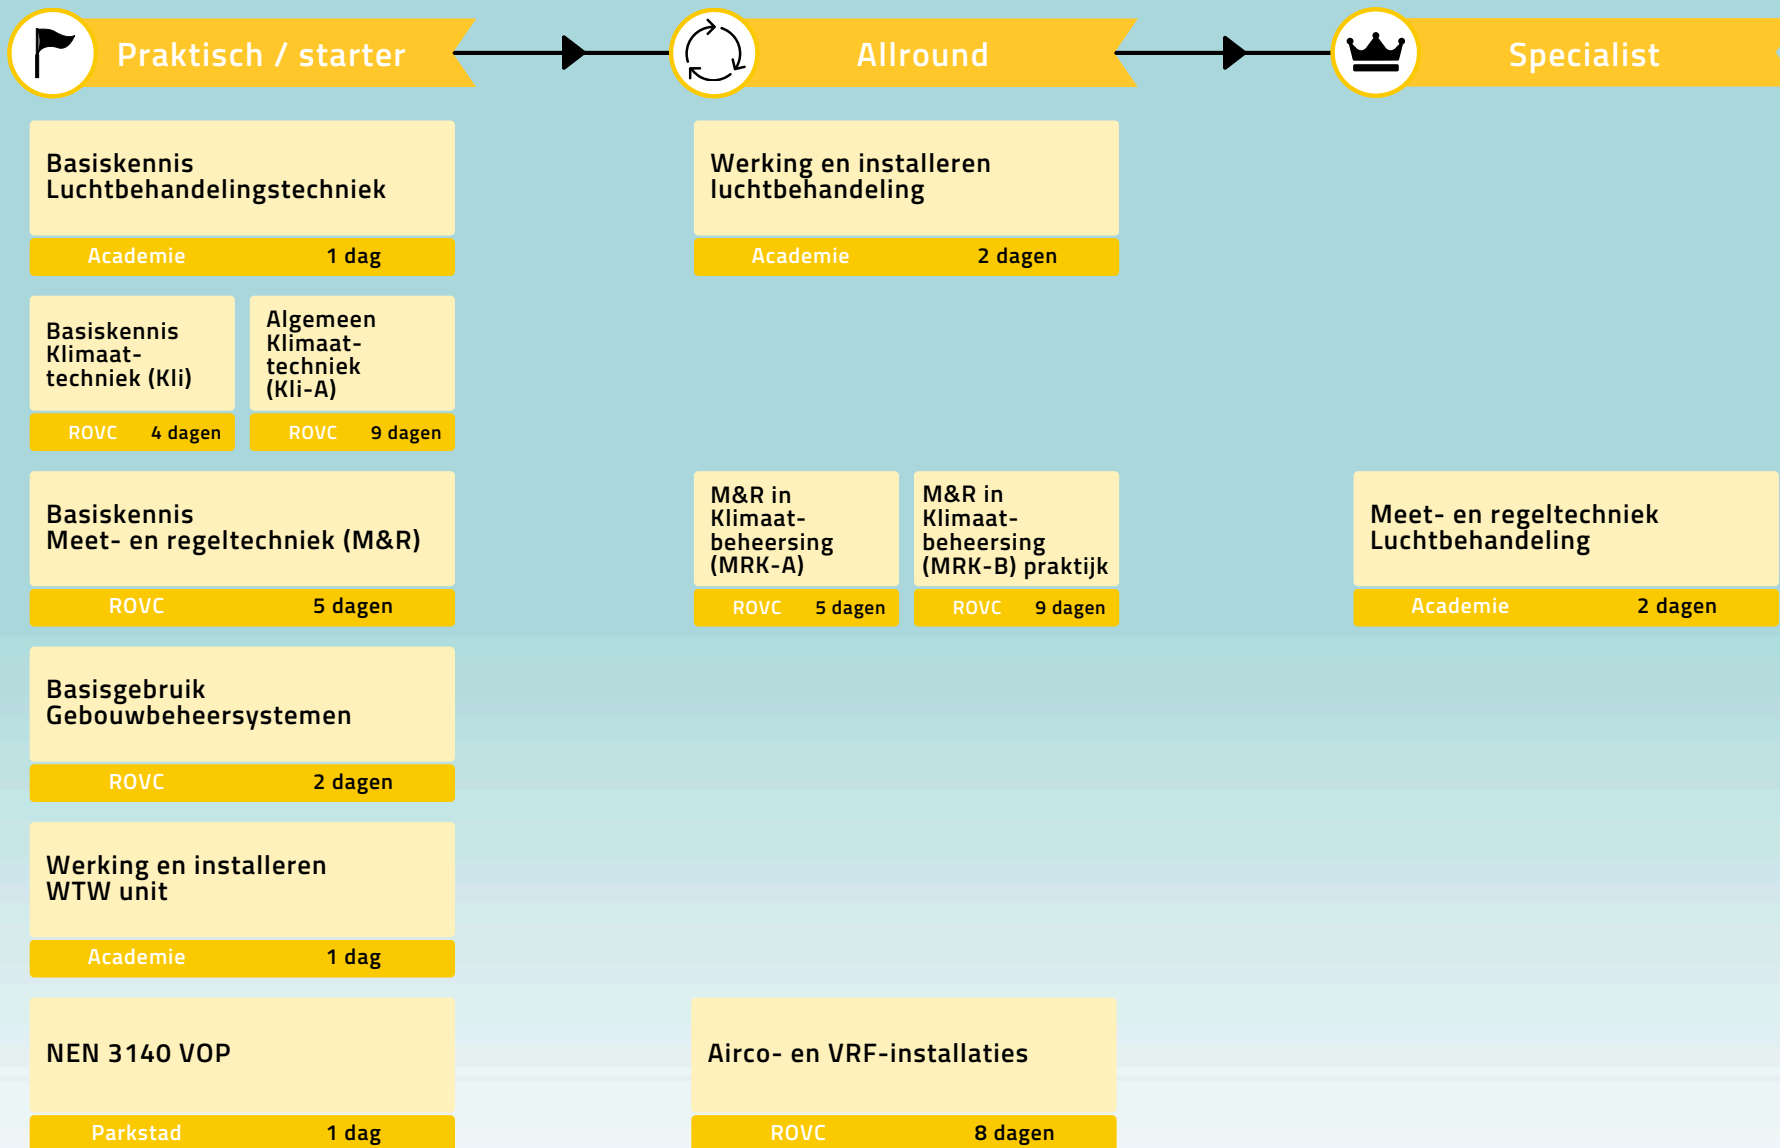 Praktisch / starter
Allround
Specialist
Basiskennis
Luchtbehandelingstechniek
Academie 1 dag
Werking en installeren
luchtbehandeling
Academie 2 dagen
Basiskennis
Klimaat-
techniek (Kli)
ROVC 4 dagen
Algemeen
Klimaat-
techniek
(Kli-A)
ROVC 9 dagen
Basiskennis
Meet- en regeltechniek (M&R)
ROVC 5 dagen
M&R in
Klimaat-
beheersing
(MRK-A)
ROVC 5 dagen
M&R in
Klimaat-
beheersing
(MRK-B) praktijk
ROVC 9 dagen
Meet- en regeltechniek
Luchtbehandeling
Academie 2 dagen
Basisgebruik
Gebouwbeheersystemen
ROVC 2 dagen
Werking en installeren
WTW unit
Academie 1 dag
NEN 3140 VOP
Parkstad 1 dag
Airco- en VRF-installaties
ROVC 8 dagen